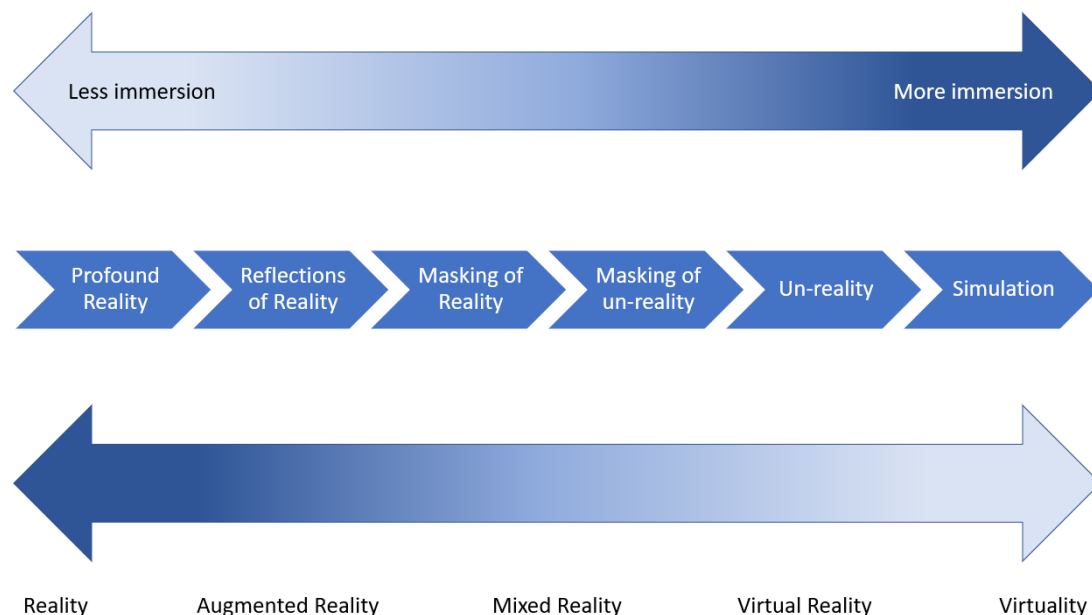 Less immersion
More immersion
Profound
Reality
Reflections
of Reality
Masking of
Reality
Masking of
un-reality
Un-reality
Simulation
Reality
Augmented Reality
Mixed Reality
Virtual Reality
Virtuality